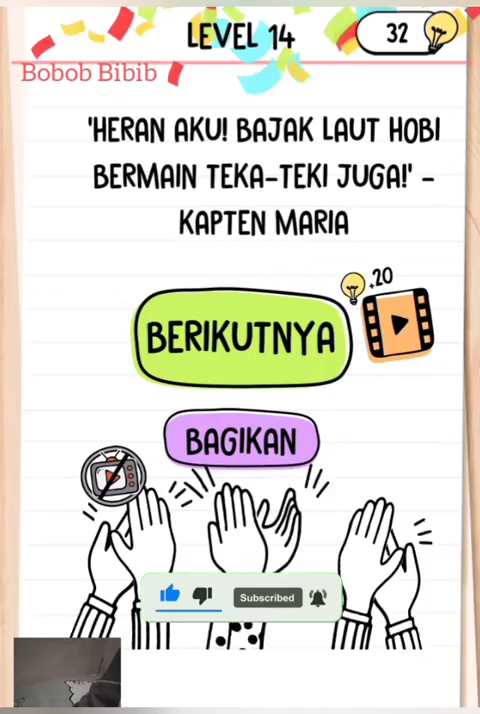 LEVEL 14
32
Bobob Bibib
'HERAN AKU! BAJAK LAUT HOBI
BERMAIN TEKA-TEKI JUGA!' -
KAPTEN MARIA
+20
BERIKUTNYA
BAGIKAN
Subscribed